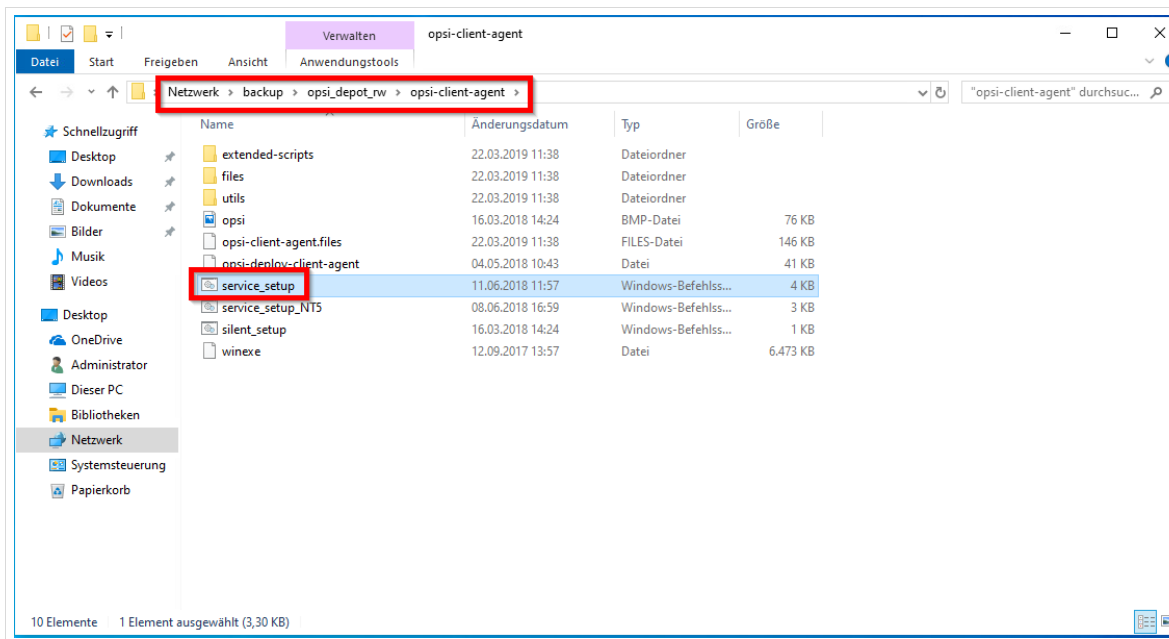 Verwalten opsi-client-agent
Datei Start Freigeben Ansicht Anwendungstools
Netzwerk > backup > opsi_depot_rw > opsi-client-agent > "opsi-client-agent" durchsuc...
Schnellzugriff
Desktop
Downloads
Dokumente
Bilder
Musik
Videos
Desktop
OneDrive
Administrator
Dieser PC
Bibliotheken
Netzwerk
Systemsteuerung
Papierkorb
Name Änderungsdatum Typ Größe
extended-scripts 22.03.2019 11:38 Dateiordner
files 22.03.2019 11:38 Dateiordner
utils 22.03.2019 11:38 Dateiordner
opsi 16.03.2018 14:24 BMP-Datei 76 KB
opsi-client-agent.files 22.03.2019 11:38 FILES-Datei 146 KB
opsi-deploy-client-agent 04.05.2018 10:43 Datei 41 KB
service_setup 11.06.2018 11:57 Windows-Befehlss... 4 KB
service_setup_NT5 08.06.2018 16:59 Windows-Befehlss... 3 KB
silent_setup 16.03.2018 14:24 Windows-Befehlss... 1 KB
winexe 12.09.2017 13:57 Datei 6.473 KB
10 Elemente 1 Element ausgewählt (3,30 KB)